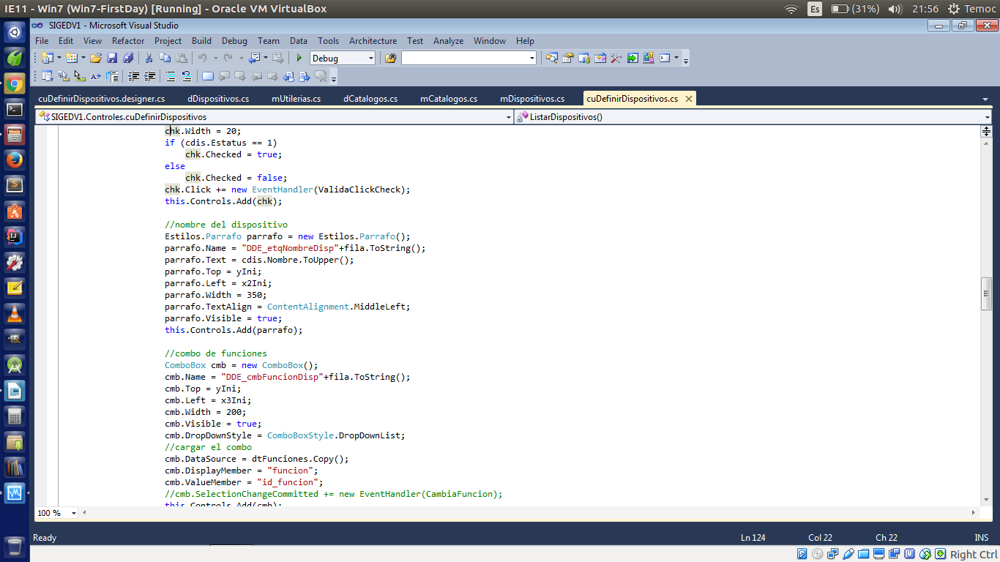 IE11 - Win7 (Win7-FirstDay) [Running] - Oracle VM VirtualBox
Es (31%) 21:56 Temoc
SIGEDV1 - Microsoft Visual Studio
File Edit View Refactor Project Build Debug Team Data Tools Architecture Test Analyze Window Help
Debug
cuDefinirDispositivos.designer.cs dDispositivos.cs mUtilerias.cs dCatalogos.cs mCatalogos.cs mDispositivos.cs cuDefinirDispositivos.cs
SIGEDV1.Controles.cuDefinirDispositivos ListarDispositivos()
chk.Width = 20;
if (cdis.Estatus == 1)
chk.Checked = true;
else
chk.Checked = false;
chk.Click += new EventHandler(ValidaClickCheck);
this.Controls.Add(chk);
//nombre del dispositivo
Estilos.Parrafo parrafo = new Estilos.Parrafo();
parrafo.Name = "DDE_etqNombreDisp"+fila.ToString();
parrafo.Text = cdis.Nombre.ToUpper();
parrafo.Top = yIni;
parrafo.Left = x2Ini;
parrafo.Width = 350;
parrafo.TextAlign = ContentAlignment.MiddleLeft;
parrafo.Visible = true;
this.Controls.Add(parrafo);
//combo de funciones
ComboBox cmb = new ComboBox();
cmb.Name = "DDE_cmbFuncionDisp"+fila.ToString();
cmb.Top = yIni;
cmb.Left = x3Ini;
cmb.Width = 200;
cmb.Visible = true;
cmb.DropDownStyle = ComboBoxStyle.DropDownList;
//cargar el combo
cmb.DataSource = dtFunciones.Copy();
cmb.DisplayMember = "funcion";
cmb.ValueMember = "id_funcion";
//cmb.SelectionChangeCommitted += new EventHandler(CambiaFuncion);
this.Controls.Add(cmb);
100 %
Ready Ln 124 Col 22 Ch 22 INS
Right Ctrl